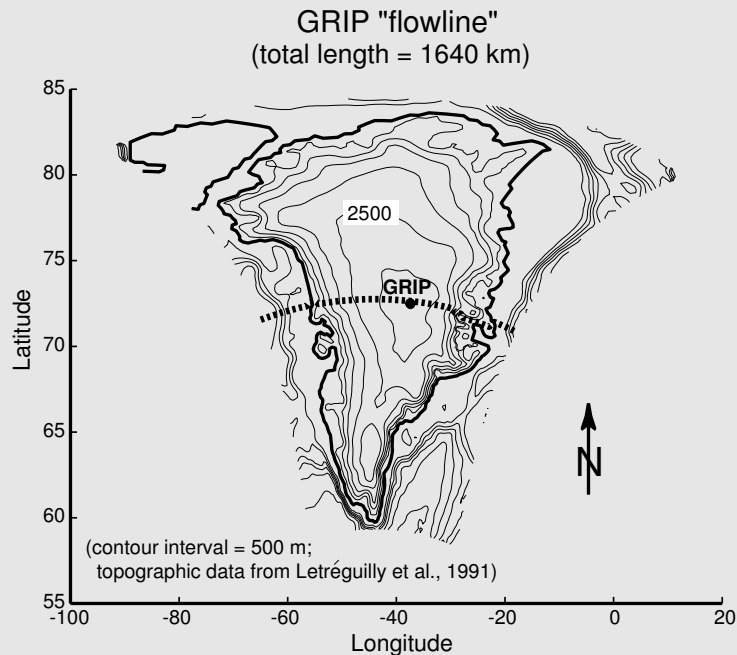 GRIP "flowline"
(total length = 1640 km)
85
80
75
70
65
60
55
Latitude
2500
GRIP
N
(contour interval = 500 m;
topographic data from Letréguilly et al., 1991)
-100 -80 -60 -40 -20 0 20
Longitude